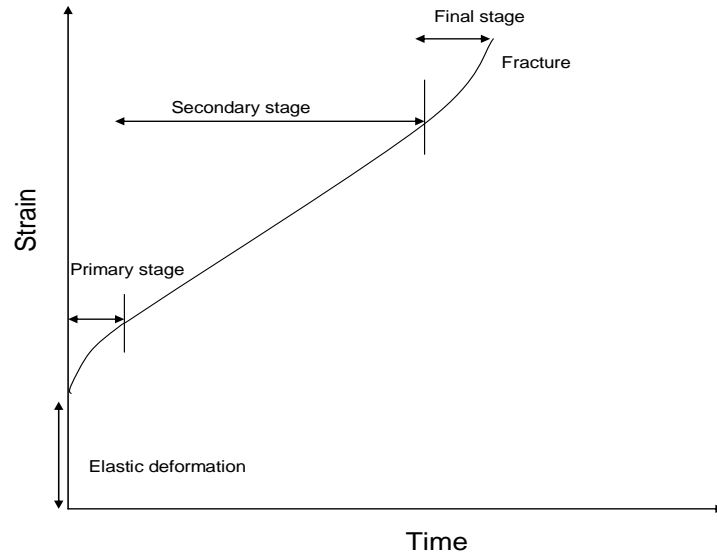 Final stage
Fracture
Secondary stage
Strain
Primary stage
Elastic deformation
Time